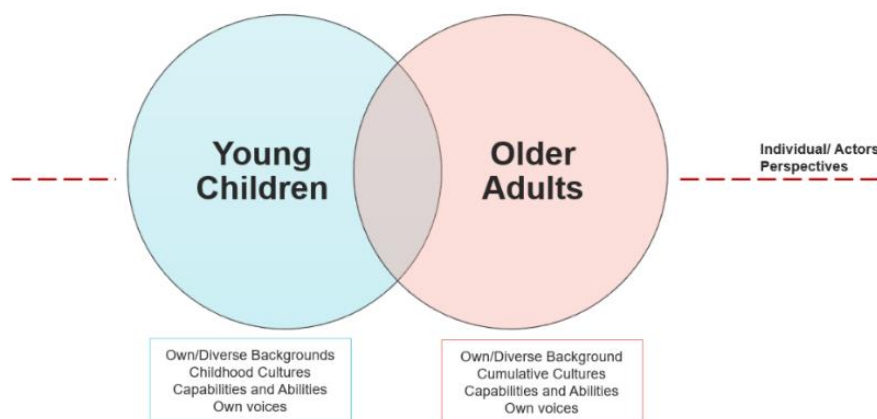 Young
Children
Older
Adults
Individual/ Actors
Perspectives
Own/Diverse Backgrounds
Childhood Cultures
Capabilities and Abilities
Own voices
Own/Diverse Background
Cumulative Cultures
Capabilities and Abilities
Own voices